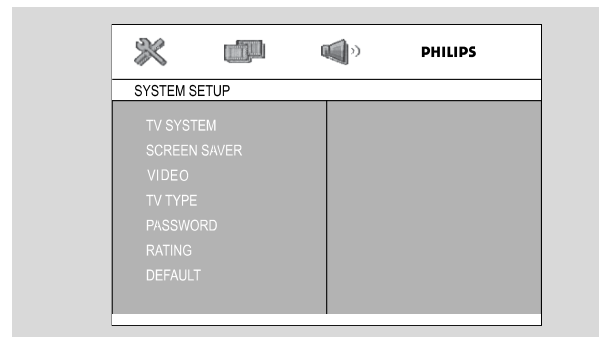 PHILIPS
SYSTEM SETUP
TV SYSTEM
SCREEN SAVER
VIDEO
TV TYPE
PASSWORD
RATING
DEFAULT